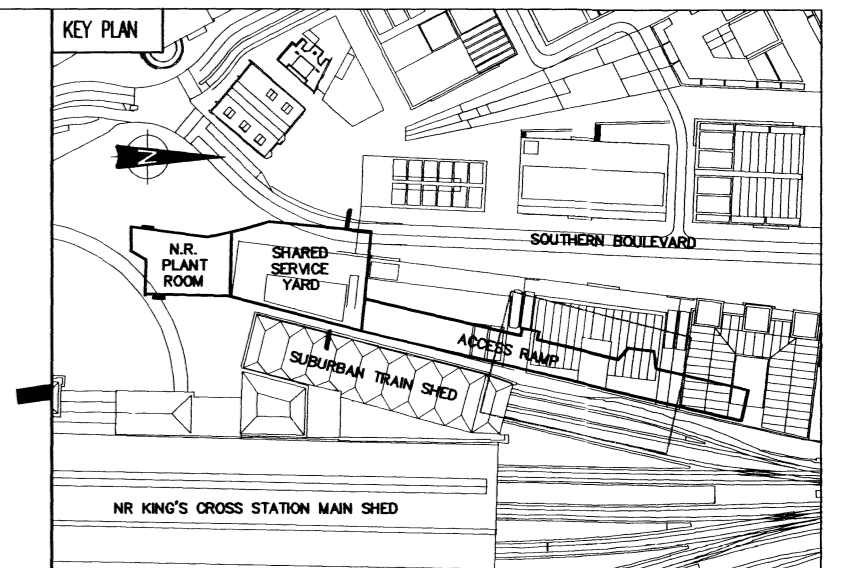 KEY PLAN
N
N.R.
PLANT
ROOM
SHARED
SERVICE
YARD
SOUTHERN BOULEVARD
ACCESS RAMP
SUBURBAN TRAIN SHED
NR KING'S CROSS STATION MAIN SHED